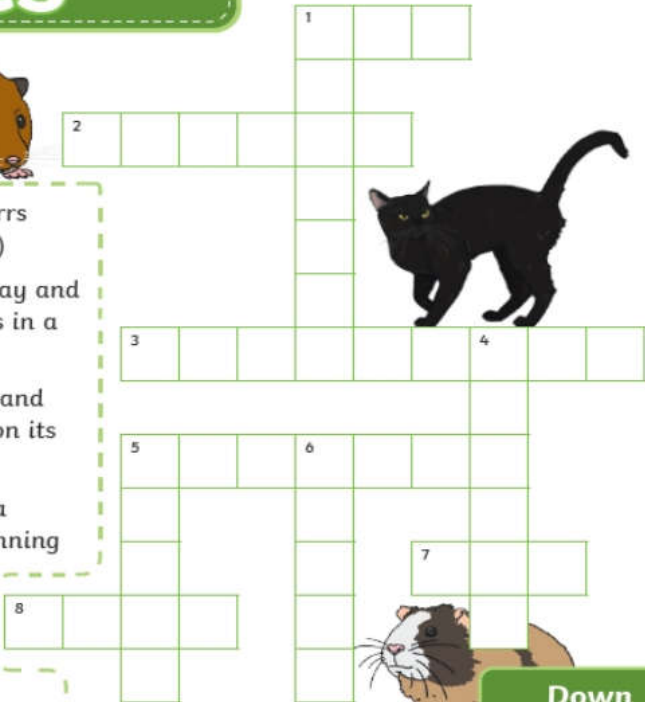 1
2
rrs
)
ay and
s in a
3 4
and
on its
5 6
a
nning
7
8
Down